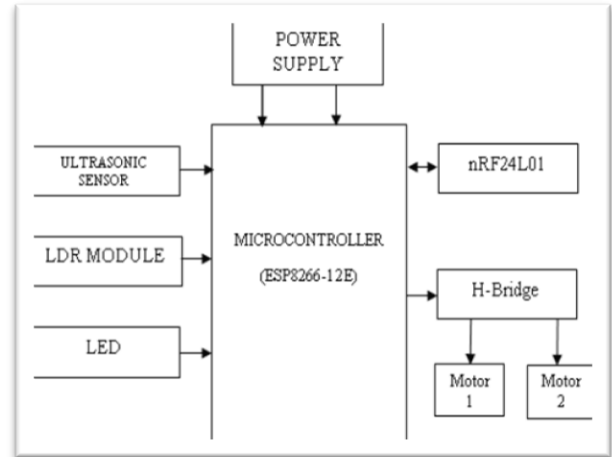 POWER
SUPPLY
ULTRASONIC
SENSOR
nRF24L01
LDR MODULE
MICROCONTROLLER
(ESP8266-12E)
H-Bridge
LED
Motor
1
Motor
2